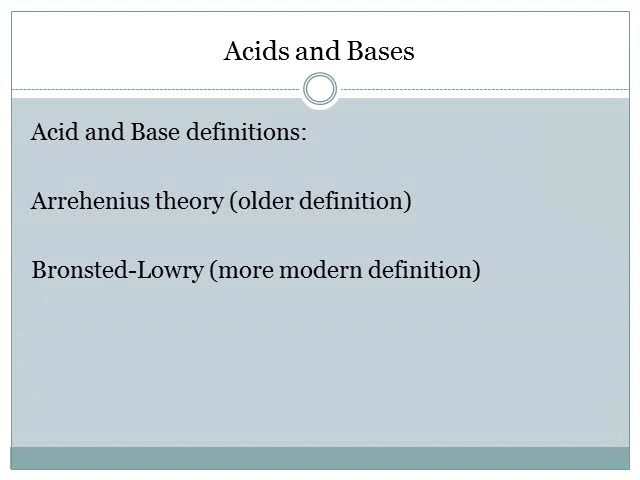 Acids and Bases
Acid and Base definitions:
Arrehenius theory (older definition)
Bronsted-Lowry (more modern definition)